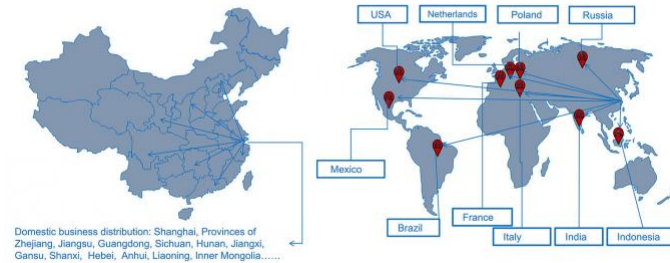 USA
Netherlands
Poland
Russia
Mexico
Brazil
France
Italy
India
Indonesia
Domestic business distribution: Shanghai, Provinces of
Zhejiang, Jiangsu, Guangdong, Sichuan, Hunan, Jiangxi,
Gansu, Shanxi, Hebei, Anhui, Liaoning, Inner Mongolia......